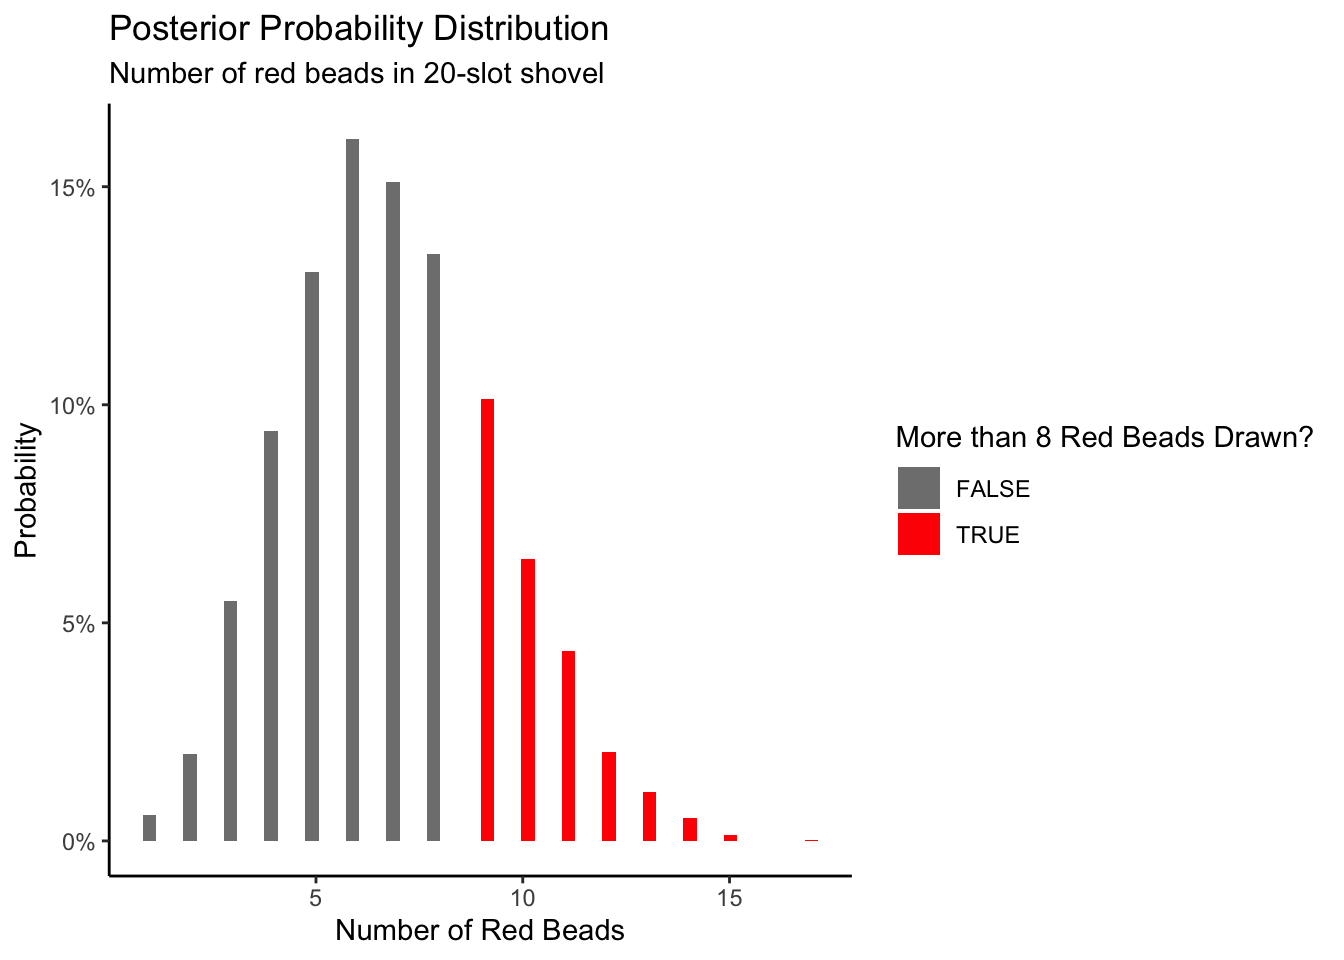 Posterior Probability Distribution
Number of red beads in 20-slot shovel
15%
10%
5%
0%
Probability
5
10
15
Number of Red Beads
More than 8 Red Beads Drawn?
FALSE
TRUE